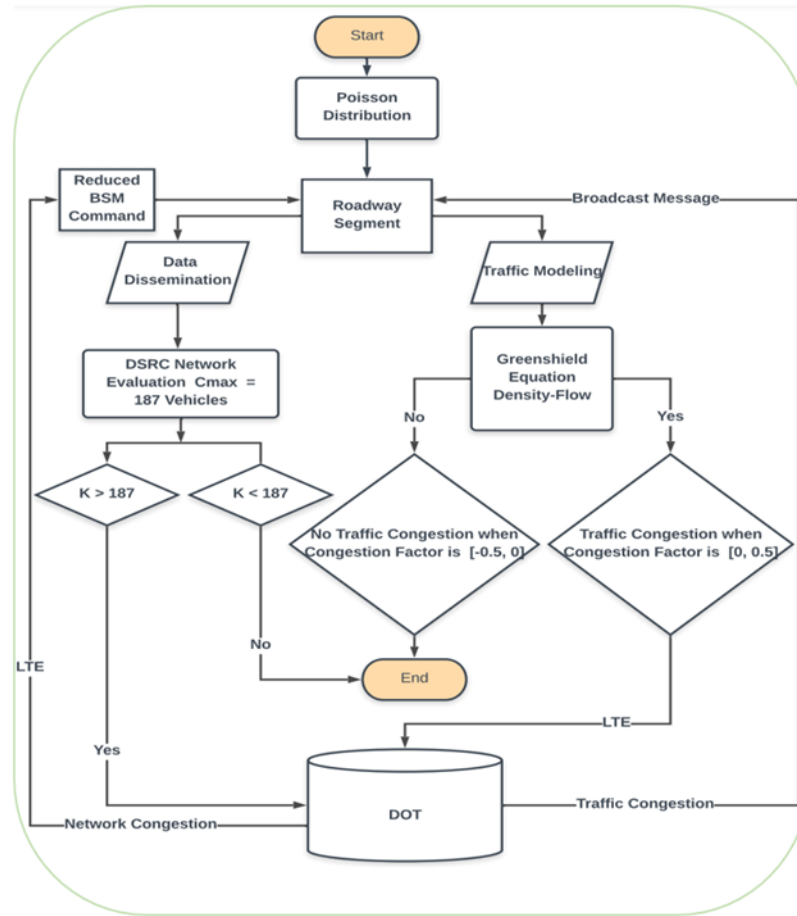 Start
Poisson
Distribution
Reduced
BSM
Command
Roadway
Segment
Broadcast Message
Data
Dissemination
Traffic Modeling
DSRC Network
Evaluation Cmax =
187 Vehicles
Greenshield
Equation
Density-Flow
No
Yes
K > 187
K < 187
No Traffic Congestion when
Congestion Factor is [-0.5, 0]
Traffic Congestion when
Congestion Factor is [0, 0.5]
No
LTE
End
LTE
Yes
DOT
Traffic Congestion
Network Congestion